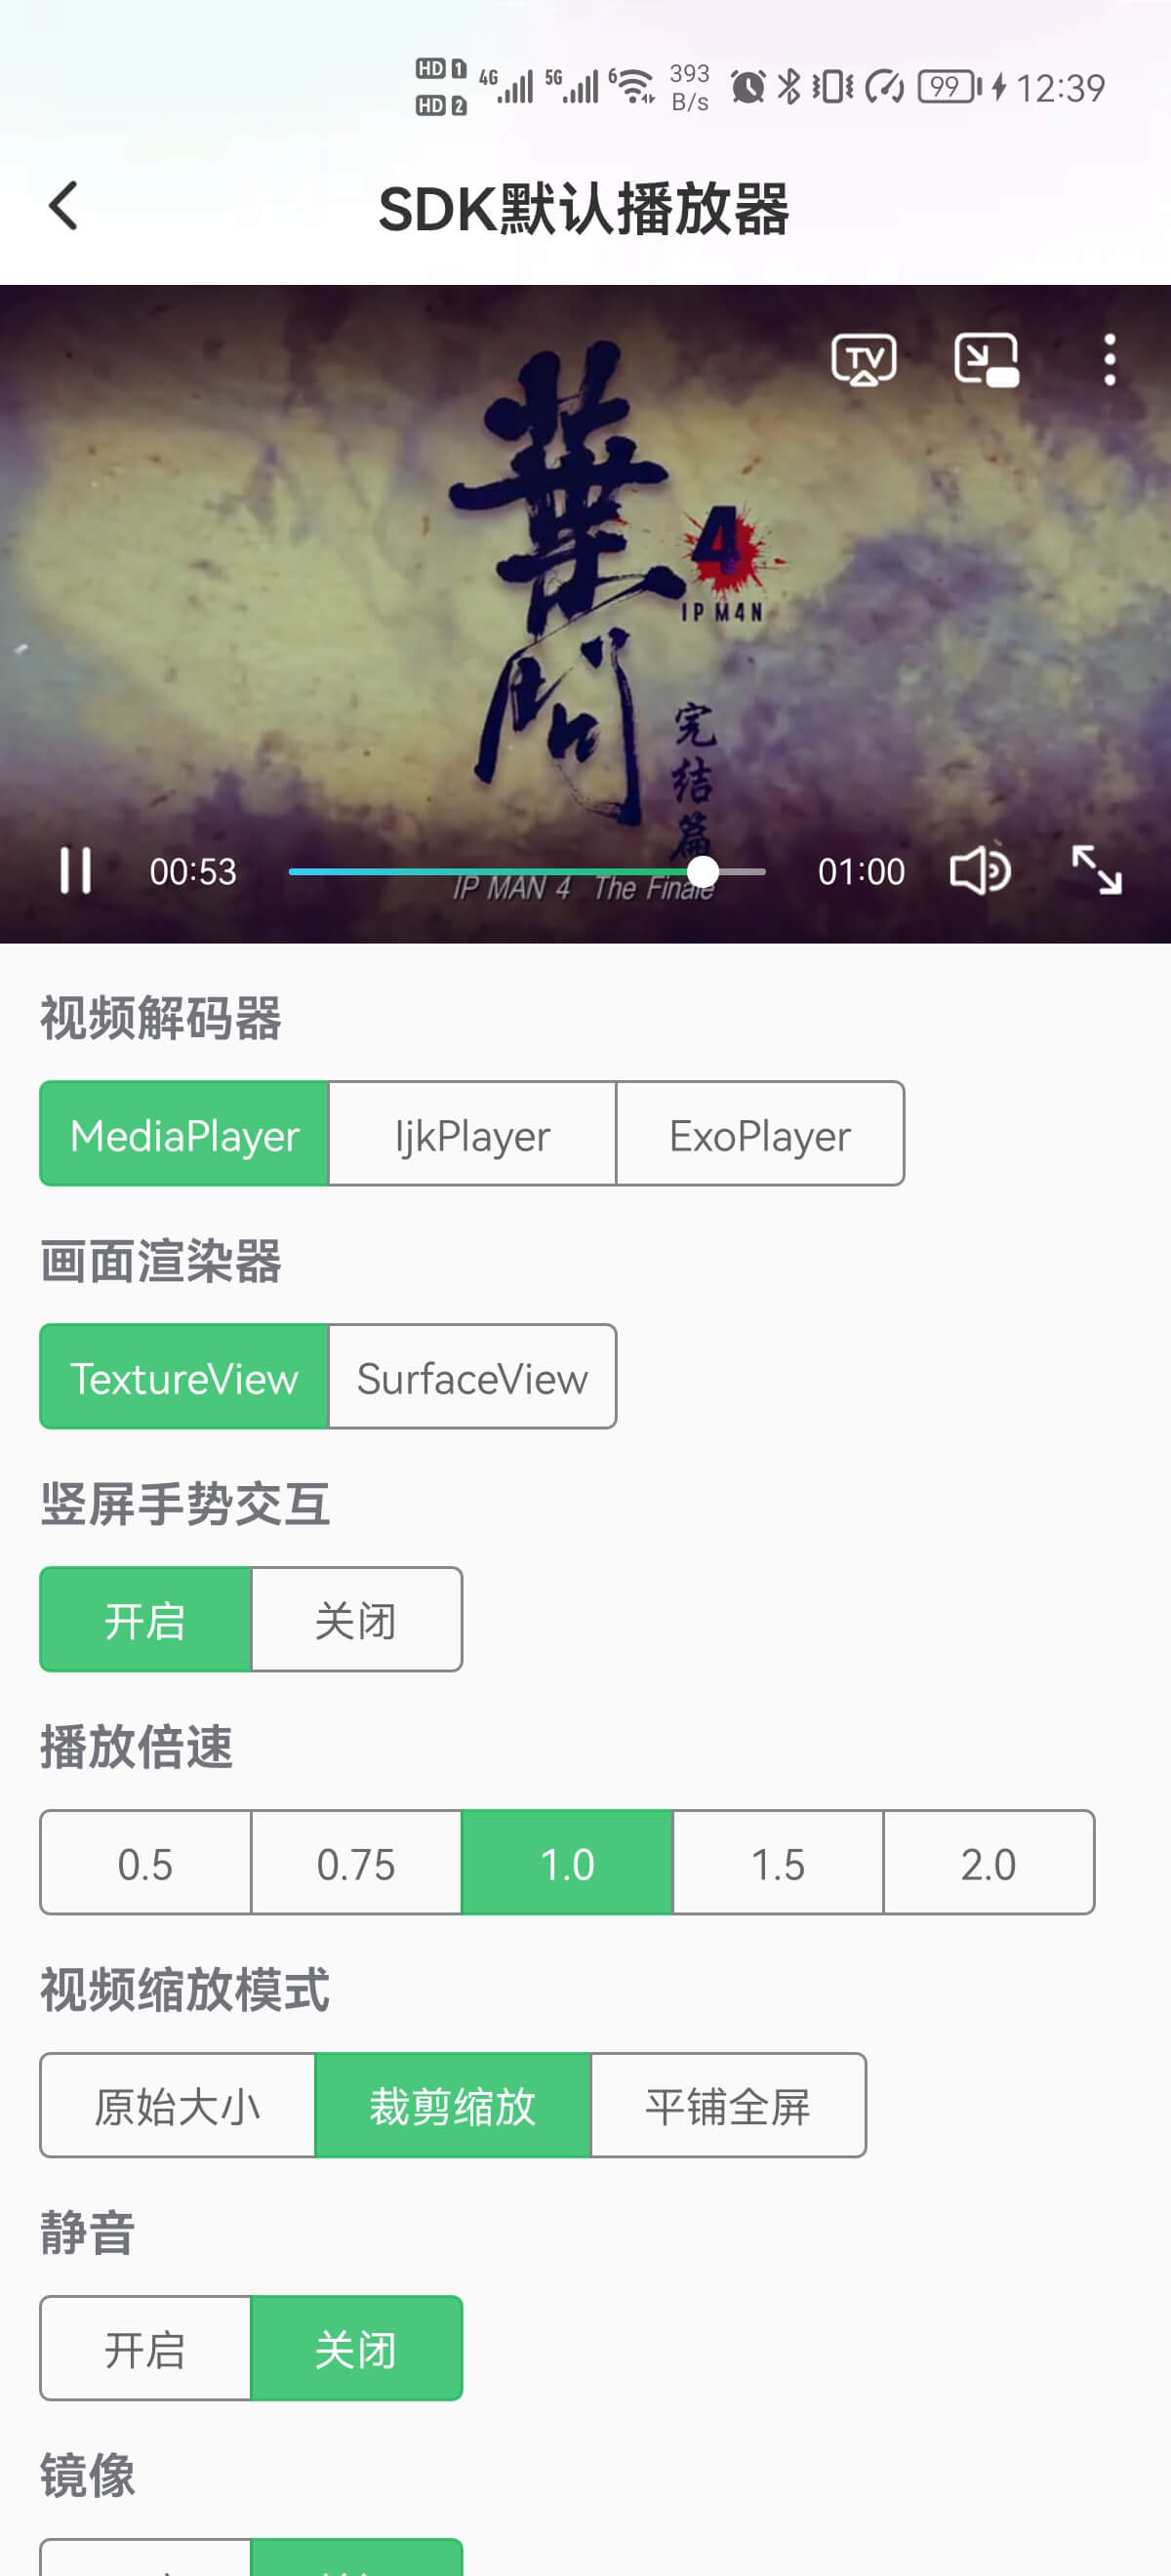 HD 1 4G 5G 6 393 99 12:39
HD 2 B/s
SDK默认播放器
TV
葉問
4
IP M4N
完结篇
00:53 01:00
IP MAN 4 The Finale
视频解码器
MediaPlayer IjkPlayer ExoPlayer
画面渲染器
TextureView SurfaceView
竖屏手势交互
开启 关闭
播放倍速
0.5 0.75 1.0 1.5 2.0
视频缩放模式
原始大小 裁剪缩放 平铺全屏
静音
开启 关闭
镜像